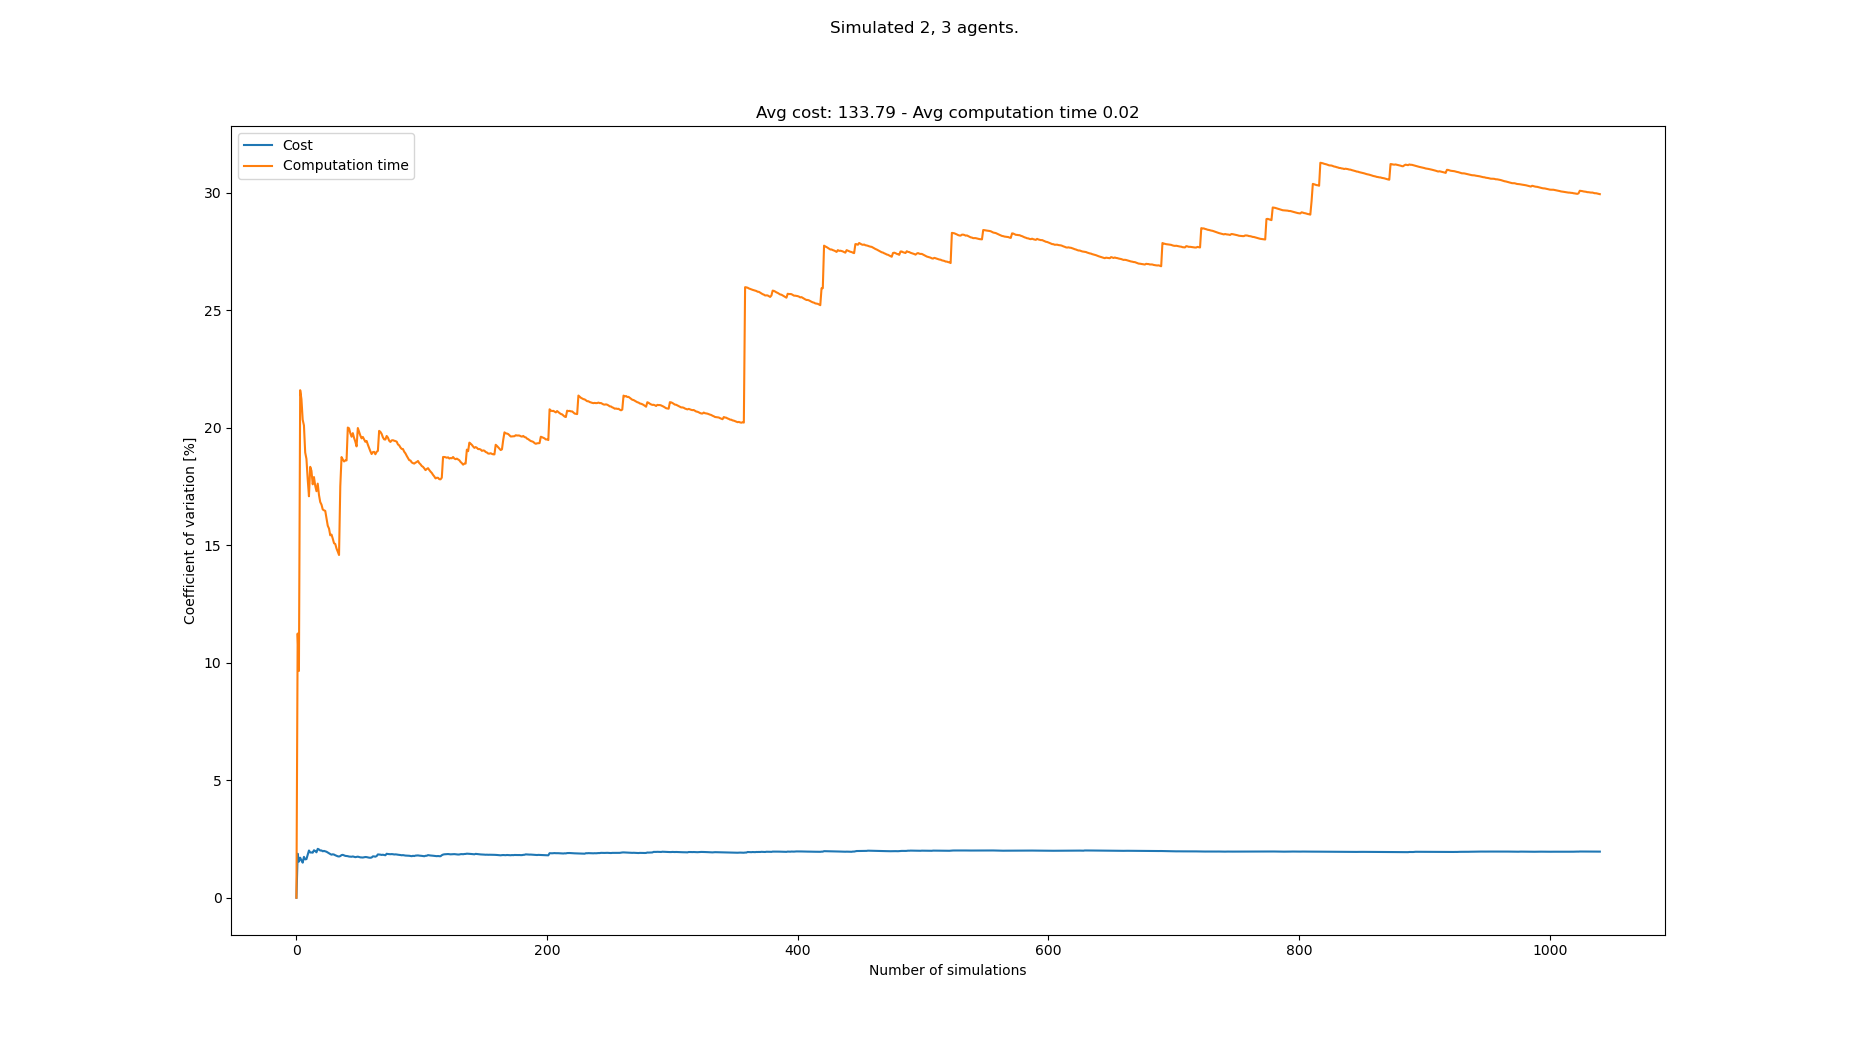 Simulated 2, 3 agents.
Avg cost: 133.79 - Avg computation time 0.02
Cost
Computation time
30
25
20
15
10
5
0
Coefficient of variation [%]
0 200 400 600 800 1000
Number of simulations